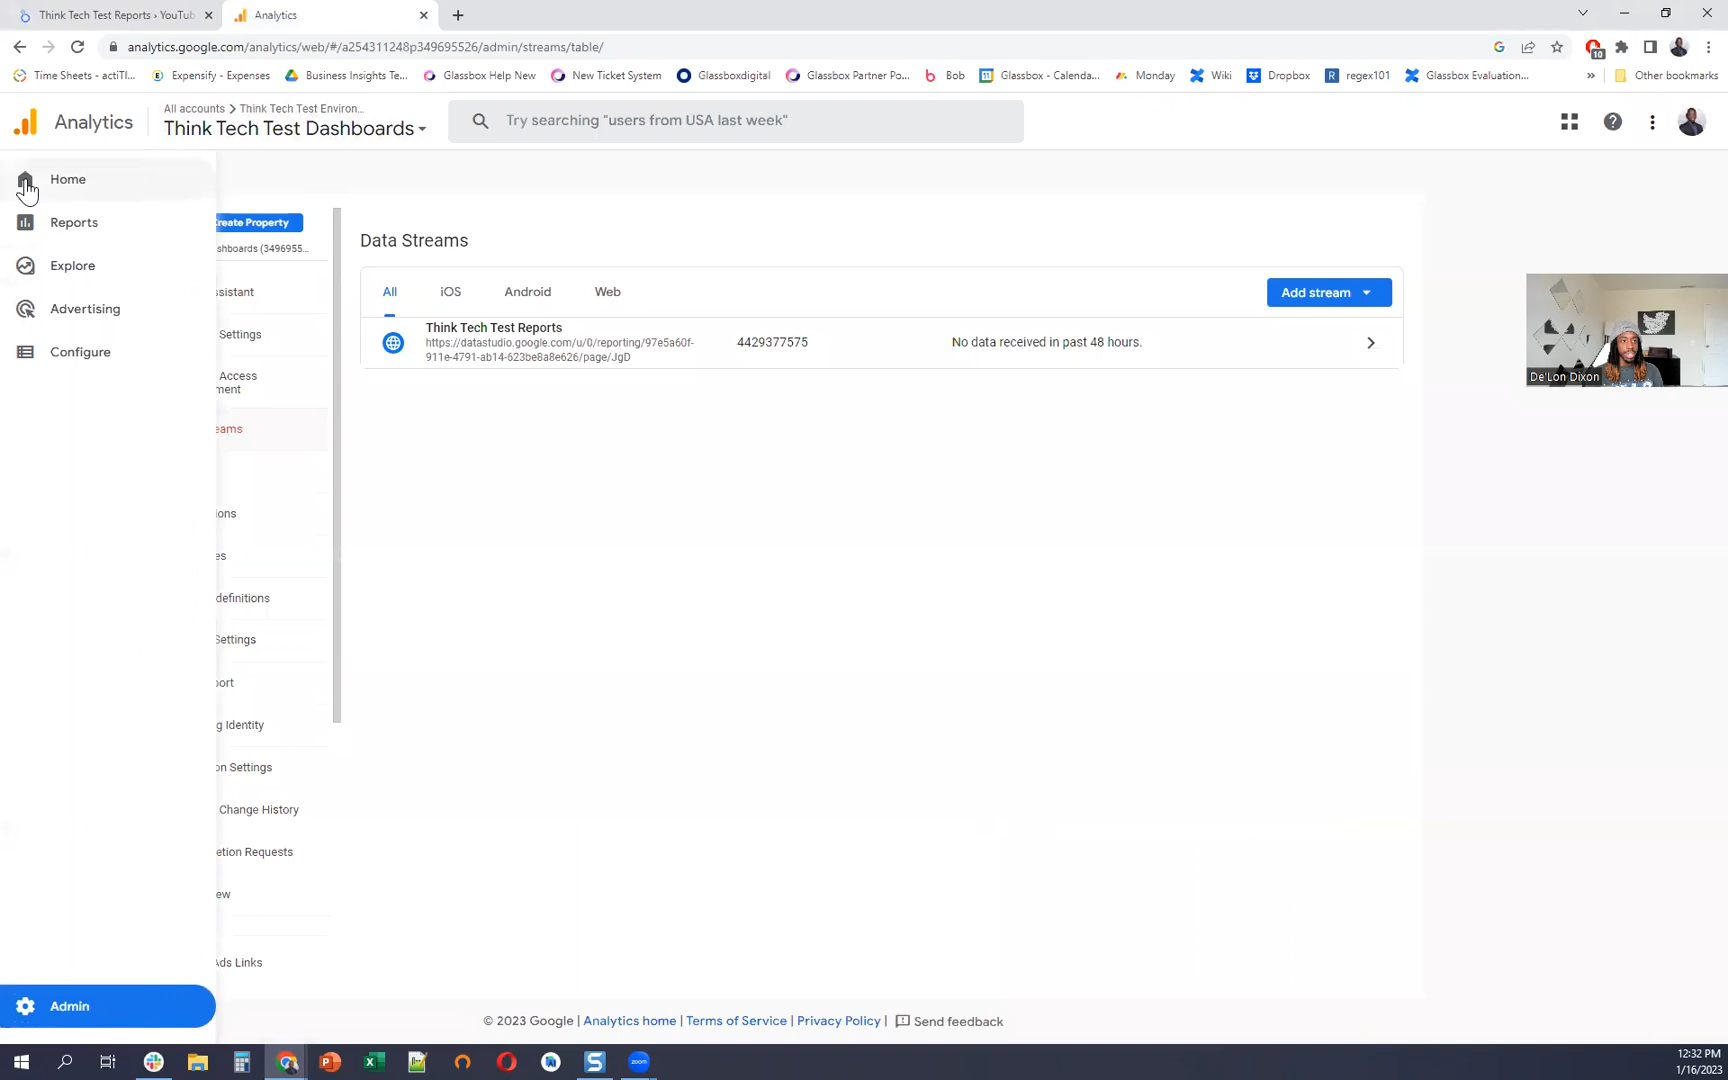 Think Tech Test Reports › YouTub
Analytics
analytics.google.com/analytics/web/#/a254311248p349695526/admin/streams/table/
10
Time Sheets - actiTI...
Expensify - Expenses
Business Insights Te...
Glassbox Help New
New Ticket System
Glassboxdigital
Glassbox Partner Po...
Bob
Glassbox - Calenda...
Monday
Wiki
Dropbox
regex101
Glassbox Evaluation...
»
Other bookmarks
Analytics
All accounts > Think Tech Test Environ...
Think Tech Test Dashboards
Try searching "users from USA last week"
Home
Reports
Explore
Advertising
Configure
Admin
reate Property
shboards (3496955...
ssistant
Settings
Access
ment
eams
ions
es
definitions
Settings
port
g Identity
on Settings
Change History
etion Requests
ew
Ads Links
Data Streams
All
iOS
Android
Web
Add stream
Think Tech Test Reports
https://datastudio.google.com/u/0/reporting/97e5a60f-
911e-4791-ab14-623be8a8e626/page/JgD
4429377575
No data received in past 48 hours.
De'Lon Dixon
© 2023 Google | Analytics home | Terms of Service | Privacy Policy | Send feedback
zoom
12:32 PM
1/16/2023